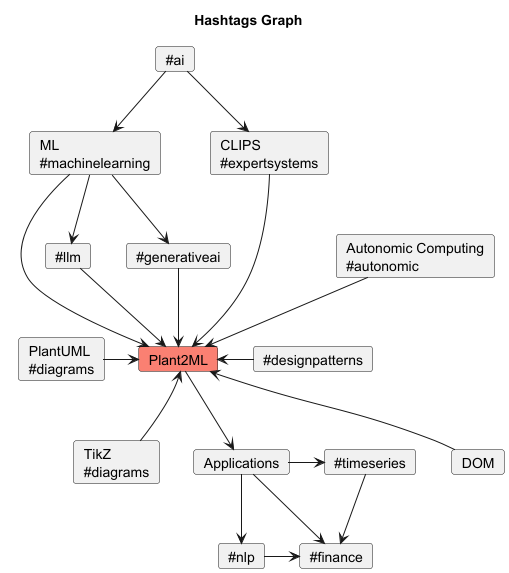 Hashtags Graph
#ai
ML
#machinelearning
CLIPS
#expertsystems
#llm
#generativeai
Autonomic Computing
#autonomic
PlantUML
#diagrams
Plant2ML
#designpatterns
TikZ
#diagrams
Applications
#timeseries
DOM
#nlp
#finance